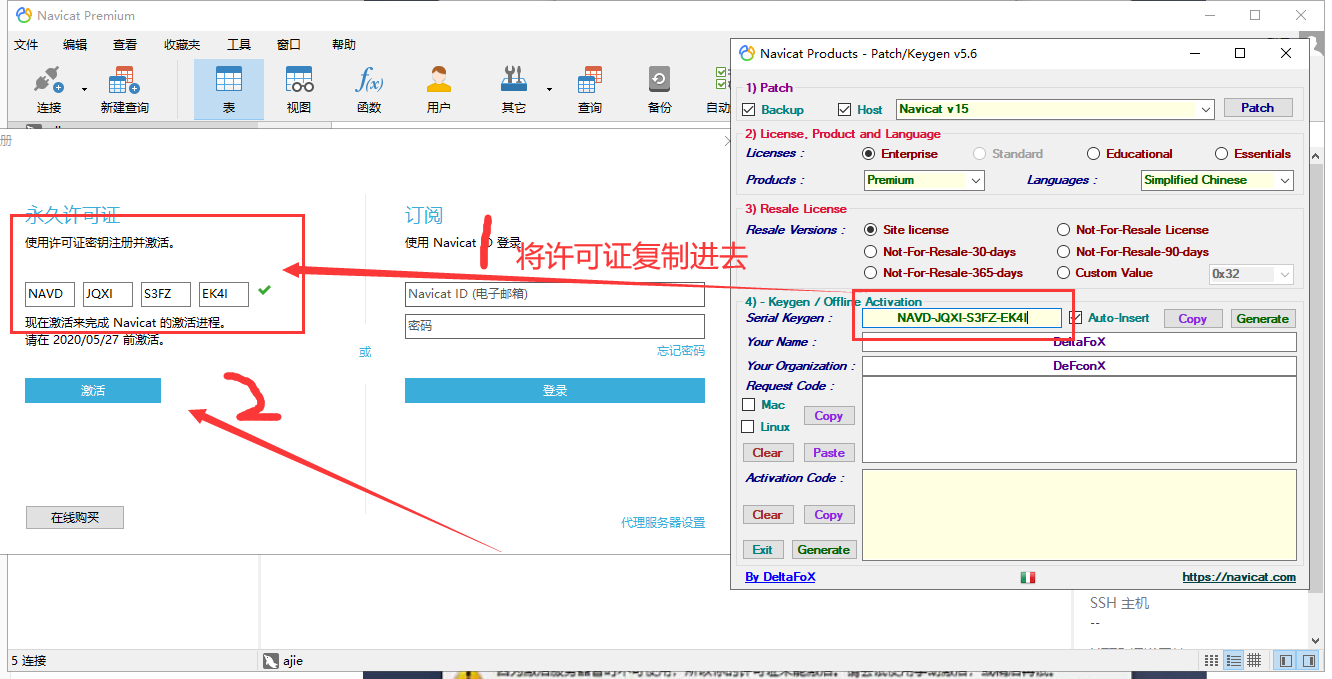 Navicat Premium
文件 编辑 查看 收藏夹 工具 窗口 帮助
连接 新建查询 表 视图 函数 用户 其它 查询 备份 自动
册
永久许可证
使用许可证密钥注册并激活。
NAVD JQXI S3FZ EK4I
现在激活来完成 Navicat 的激活进程。
请在 2020/05/27 前激活。
激活
在线购买
或
订阅
使用 Navicat ID 登录
Navicat ID (电子邮箱)
密码
忘记密码
登录
代理服务器设置
1
将许可证复制进去
2
Navicat Products - Patch/Keygen v5.6
1) Patch
Backup Host Navicat v15 Patch
2) License, Product and Language
Licenses : Enterprise Standard Educational Essentials
Products : Premium Languages : Simplified Chinese
3) Resale License
Resale Versions : Site license Not-For-Resale License
Not-For-Resale-30-days Not-For-Resale-90-days
Not-For-Resale-365-days Custom Value 0x32
4) - Keygen / Offline Activation
Serial Keygen : NAVD-JQXI-S3FZ-EK4I Auto-Insert Copy Generate
Your Name : DeltaFoX
Your Organization : DeFconX
Request Code :
Mac
Copy
Linux
Clear Paste
Activation Code :
Clear Copy
Exit Generate
By DeltaFoX https://navicat.com
SSH 主机
--
5 连接 ajie